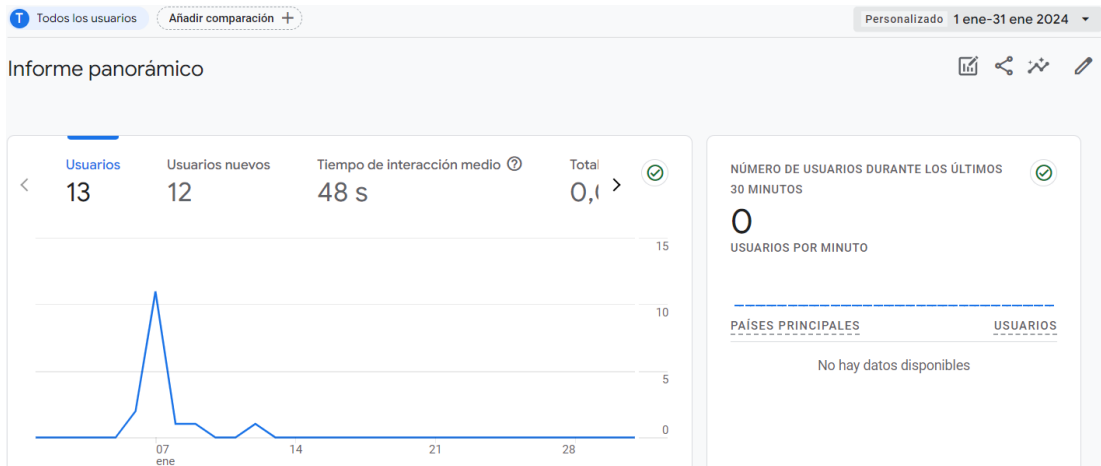 T Todos los usuarios Añadir comparación + Personalizado 1 ene-31 ene 2024
Informe panorámico
Usuarios
13
Usuarios nuevos
12
Tiempo de interacción medio
48 s
Total
0,
15
10
5
0
07
ene
14
21
28
NÚMERO DE USUARIOS DURANTE LOS ÚLTIMOS
30 MINUTOS
0
USUARIOS POR MINUTO
PAÍSES PRINCIPALES USUARIOS
No hay datos disponibles